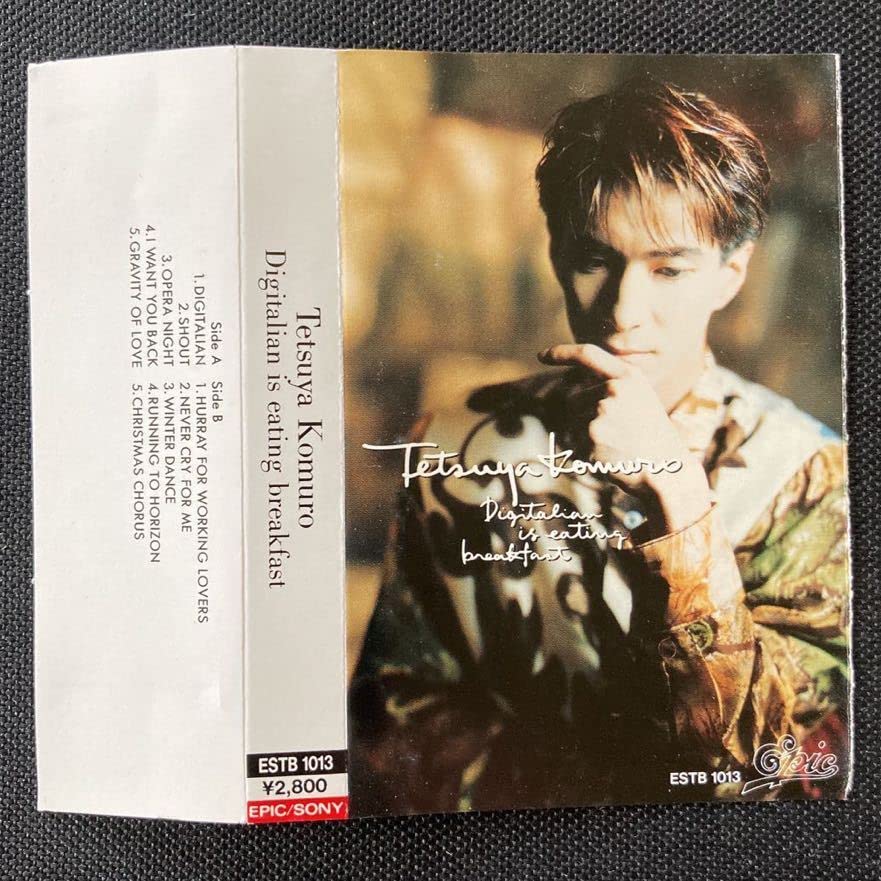 Side A
1.DIGITALIAN
2.SHOUT
3.OPERA NIGHT
4.I WANT YOU BACK
5.GRAVITY OF LOVE
Side B
1.HURRAY FOR WORKING LOVERS
2.NEVER CRY FOR ME
3.WINTER DANCE
4.RUNNING TO HORIZON
5.CHRISTMAS CHORUS
Tetsuya Komuro
Digitalian is eating breakfast
ESTB 1013
¥2,800
EPIC/SONY
Tetsuya Komuro
Digitalian
is eating
breakfast
ESTB 1013
Epic